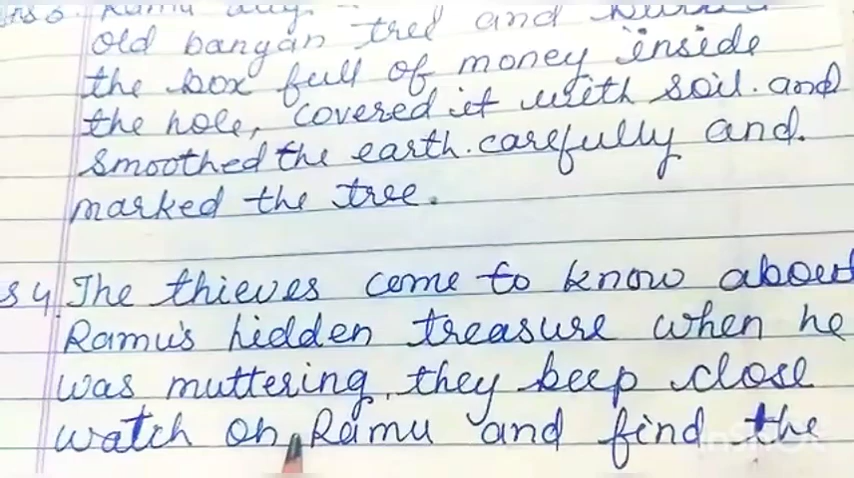 old banyan tree and
the box full of money inside
the hole, covered it with soil. and
smoothed the earth. carefully and.
marked the tree.
s 4. The thieves come to know about
Ramu's hidden treasure when he
was muttering, they keep close
watch on Ramu and find the